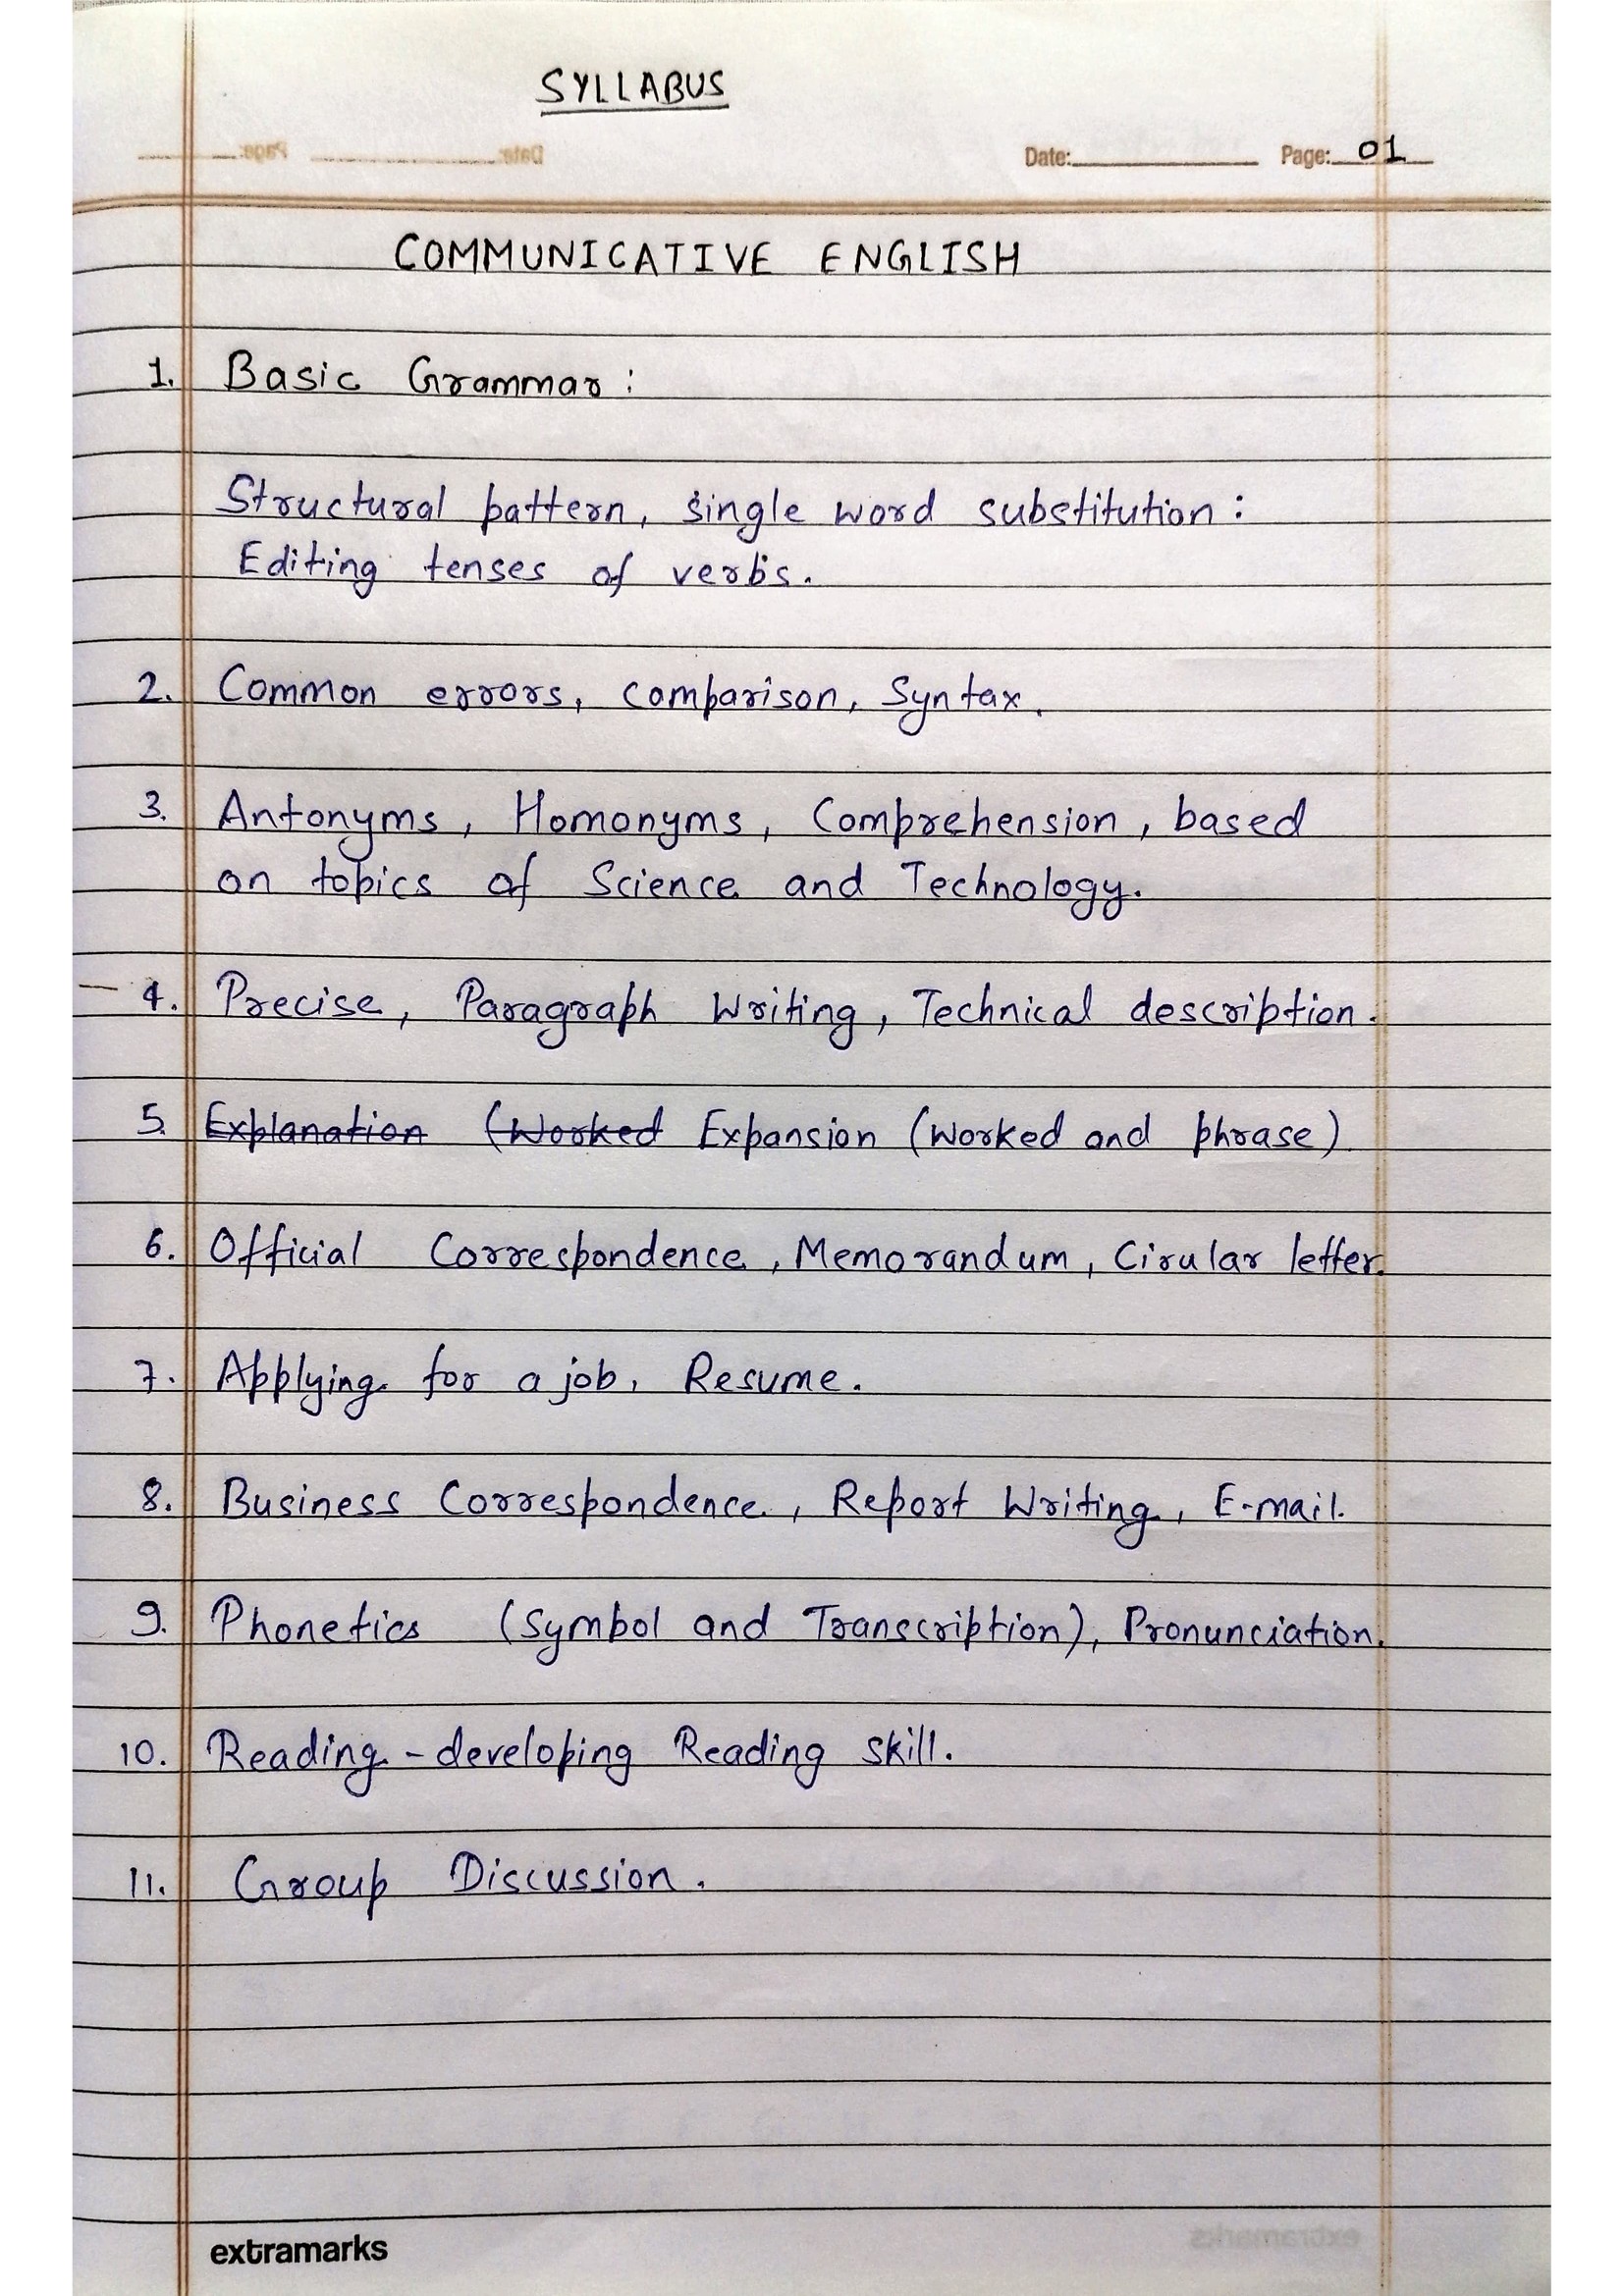 SYLLABUS
Date: Page: 01
COMMUNICATIVE ENGLISH
1. Basic Grammar :
Structural pattern, single word substitution :
Editing tenses of verbs.
2. Common errors, comparison, Syntax.
3. Antonyms, Homonyms, Comprehension, based
on topics of Science and Technology.
4. Precise, Paragraph Writing, Technical description.
5. Explanation (Worked Expansion (Worked and phrase)
6. Official Correspondence, Memorandum, Cirular letter.
7. Applying for a job, Resume.
8. Business Correspondence, Report Writing, E-mail.
9. Phonetics (Symbol and Transcription), Pronunciation.
10. Reading - developing Reading skill.
11. Group Discussion.
extramarks